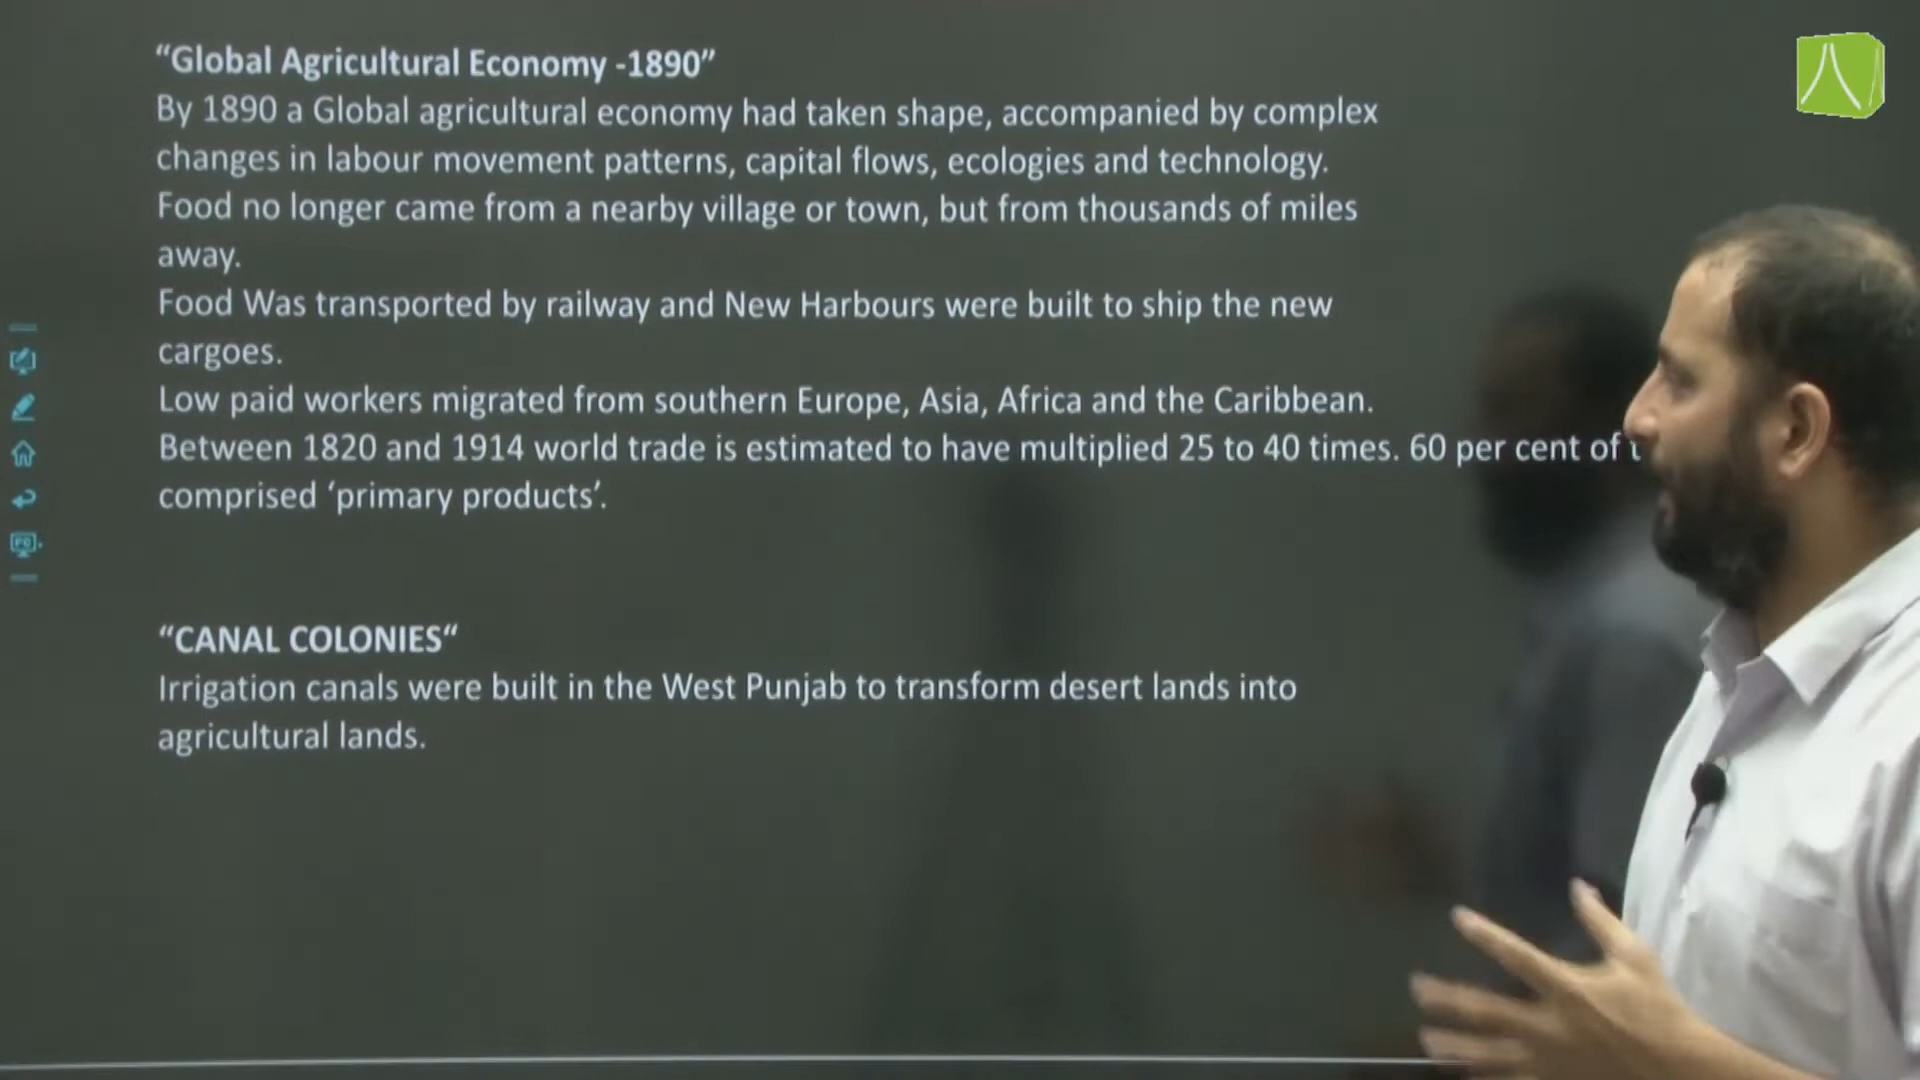 “Global Agricultural Economy -1890”
By 1890 a Global agricultural economy had taken shape, accompanied by complex
changes in labour movement patterns, capital flows, ecologies and technology.
Food no longer came from a nearby village or town, but from thousands of miles
away.
Food Was transported by railway and New Harbours were built to ship the new
cargoes.
Low paid workers migrated from southern Europe, Asia, Africa and the Caribbean.
Between 1820 and 1914 world trade is estimated to have multiplied 25 to 40 times. 60 per cent of
comprised ‘primary products’.
“CANAL COLONIES“
Irrigation canals were built in the West Punjab to transform desert lands into
agricultural lands.